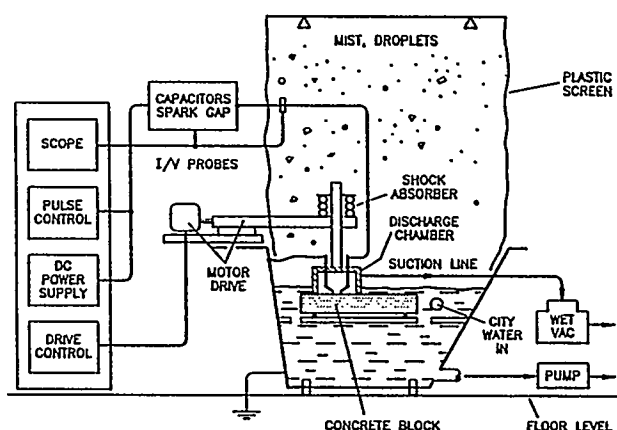 MIST, DROPLETS
PLASTIC
SCREEN
CAPACITORS
SPARK GAP
SCOPE
I/V PROBES
SHOCK
ABSORBER
PULSE
CONTROL
DISCHARGE
CHAMBER
MOTOR
DRIVE
SUCTION LINE
DC
POWER
SUPPLY
CITY
WATER
IN
WET
VAC
DRIVE
CONTROL
PUMP
CONCRETE BLOCK
FLOOR LEVEL